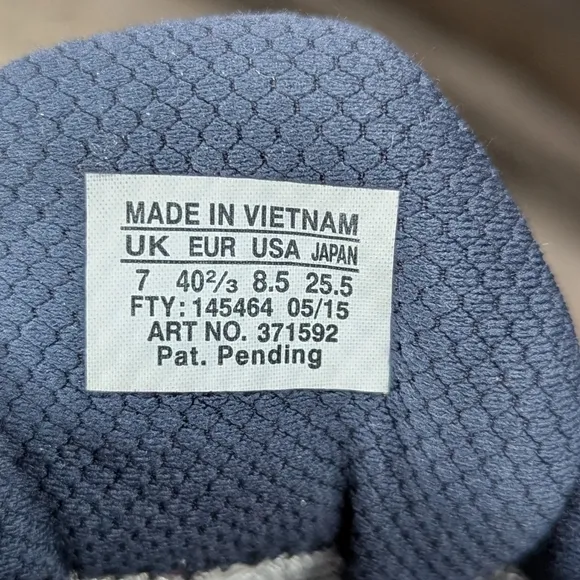 MADE IN VIETNAM
UK EUR USA JAPAN
7 40²/₃ 8.5 25.5
FTY: 145464 05/15
ART NO. 371592
Pat. Pending